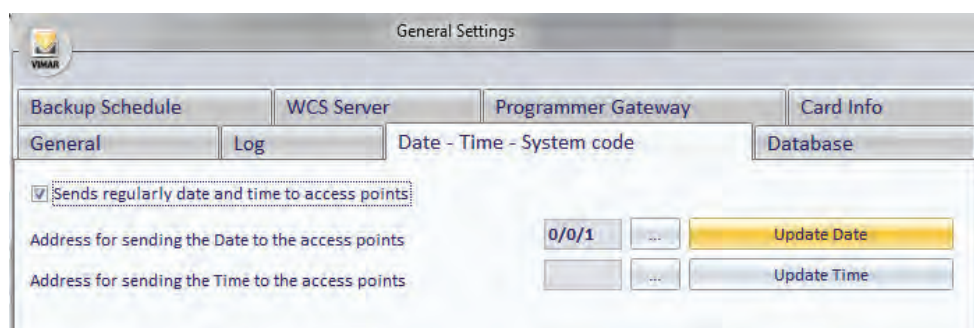 General Settings
VIMAR
Backup Schedule WCS Server Programmer Gateway Card Info
General Log Date - Time - System code Database
Sends regularly date and time to access points
Address for sending the Date to the access points 0/0/1 ... Update Date
Address for sending the Time to the access points ... Update Time